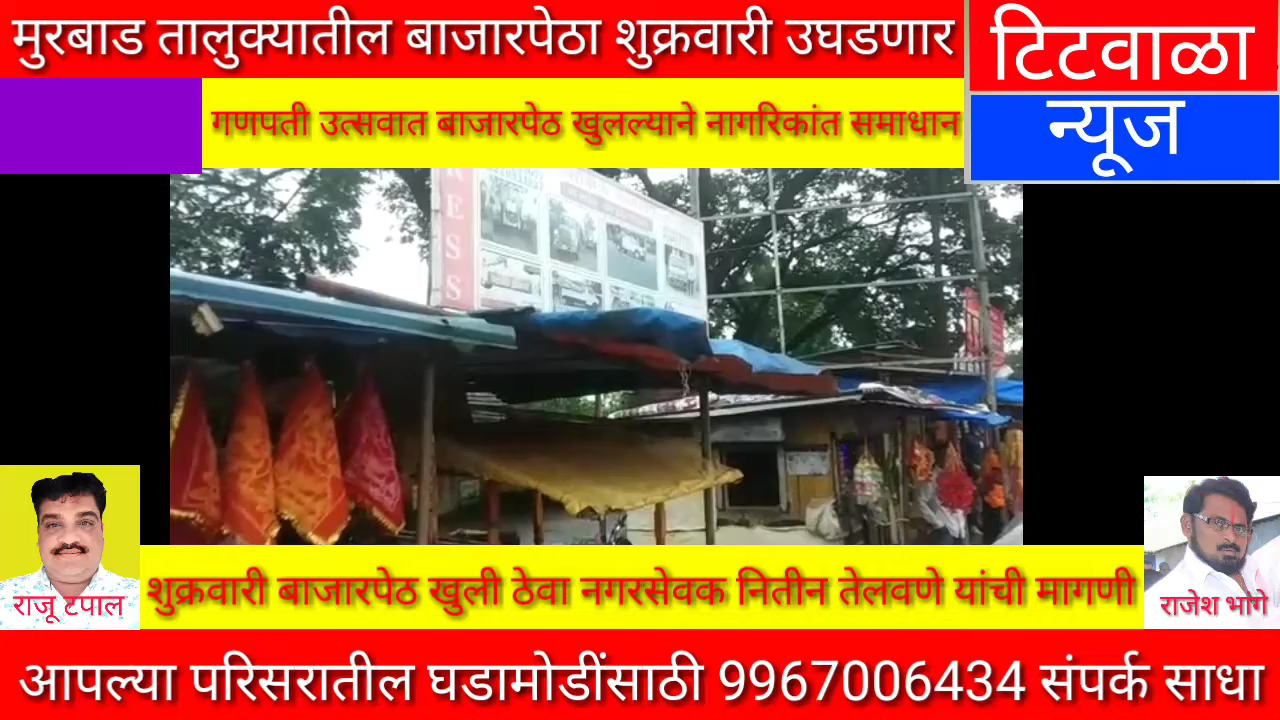 मुरबाड तालुक्यातील बाजारपेठा शुक्रवारी उघडणार
टिटवाळा
न्यूज
गणपती उत्सवात बाजारपेठ खुलल्याने नागरिकांत समाधान
ESS
राजू टपाल
शुक्रवारी बाजारपेठ खुली ठेवा नगरसेवक नितीन तेलवणे यांची मागणी
राजेश भांगे
आपल्या परिसरातील घडामोडींसाठी 9967006434 संपर्क साधा